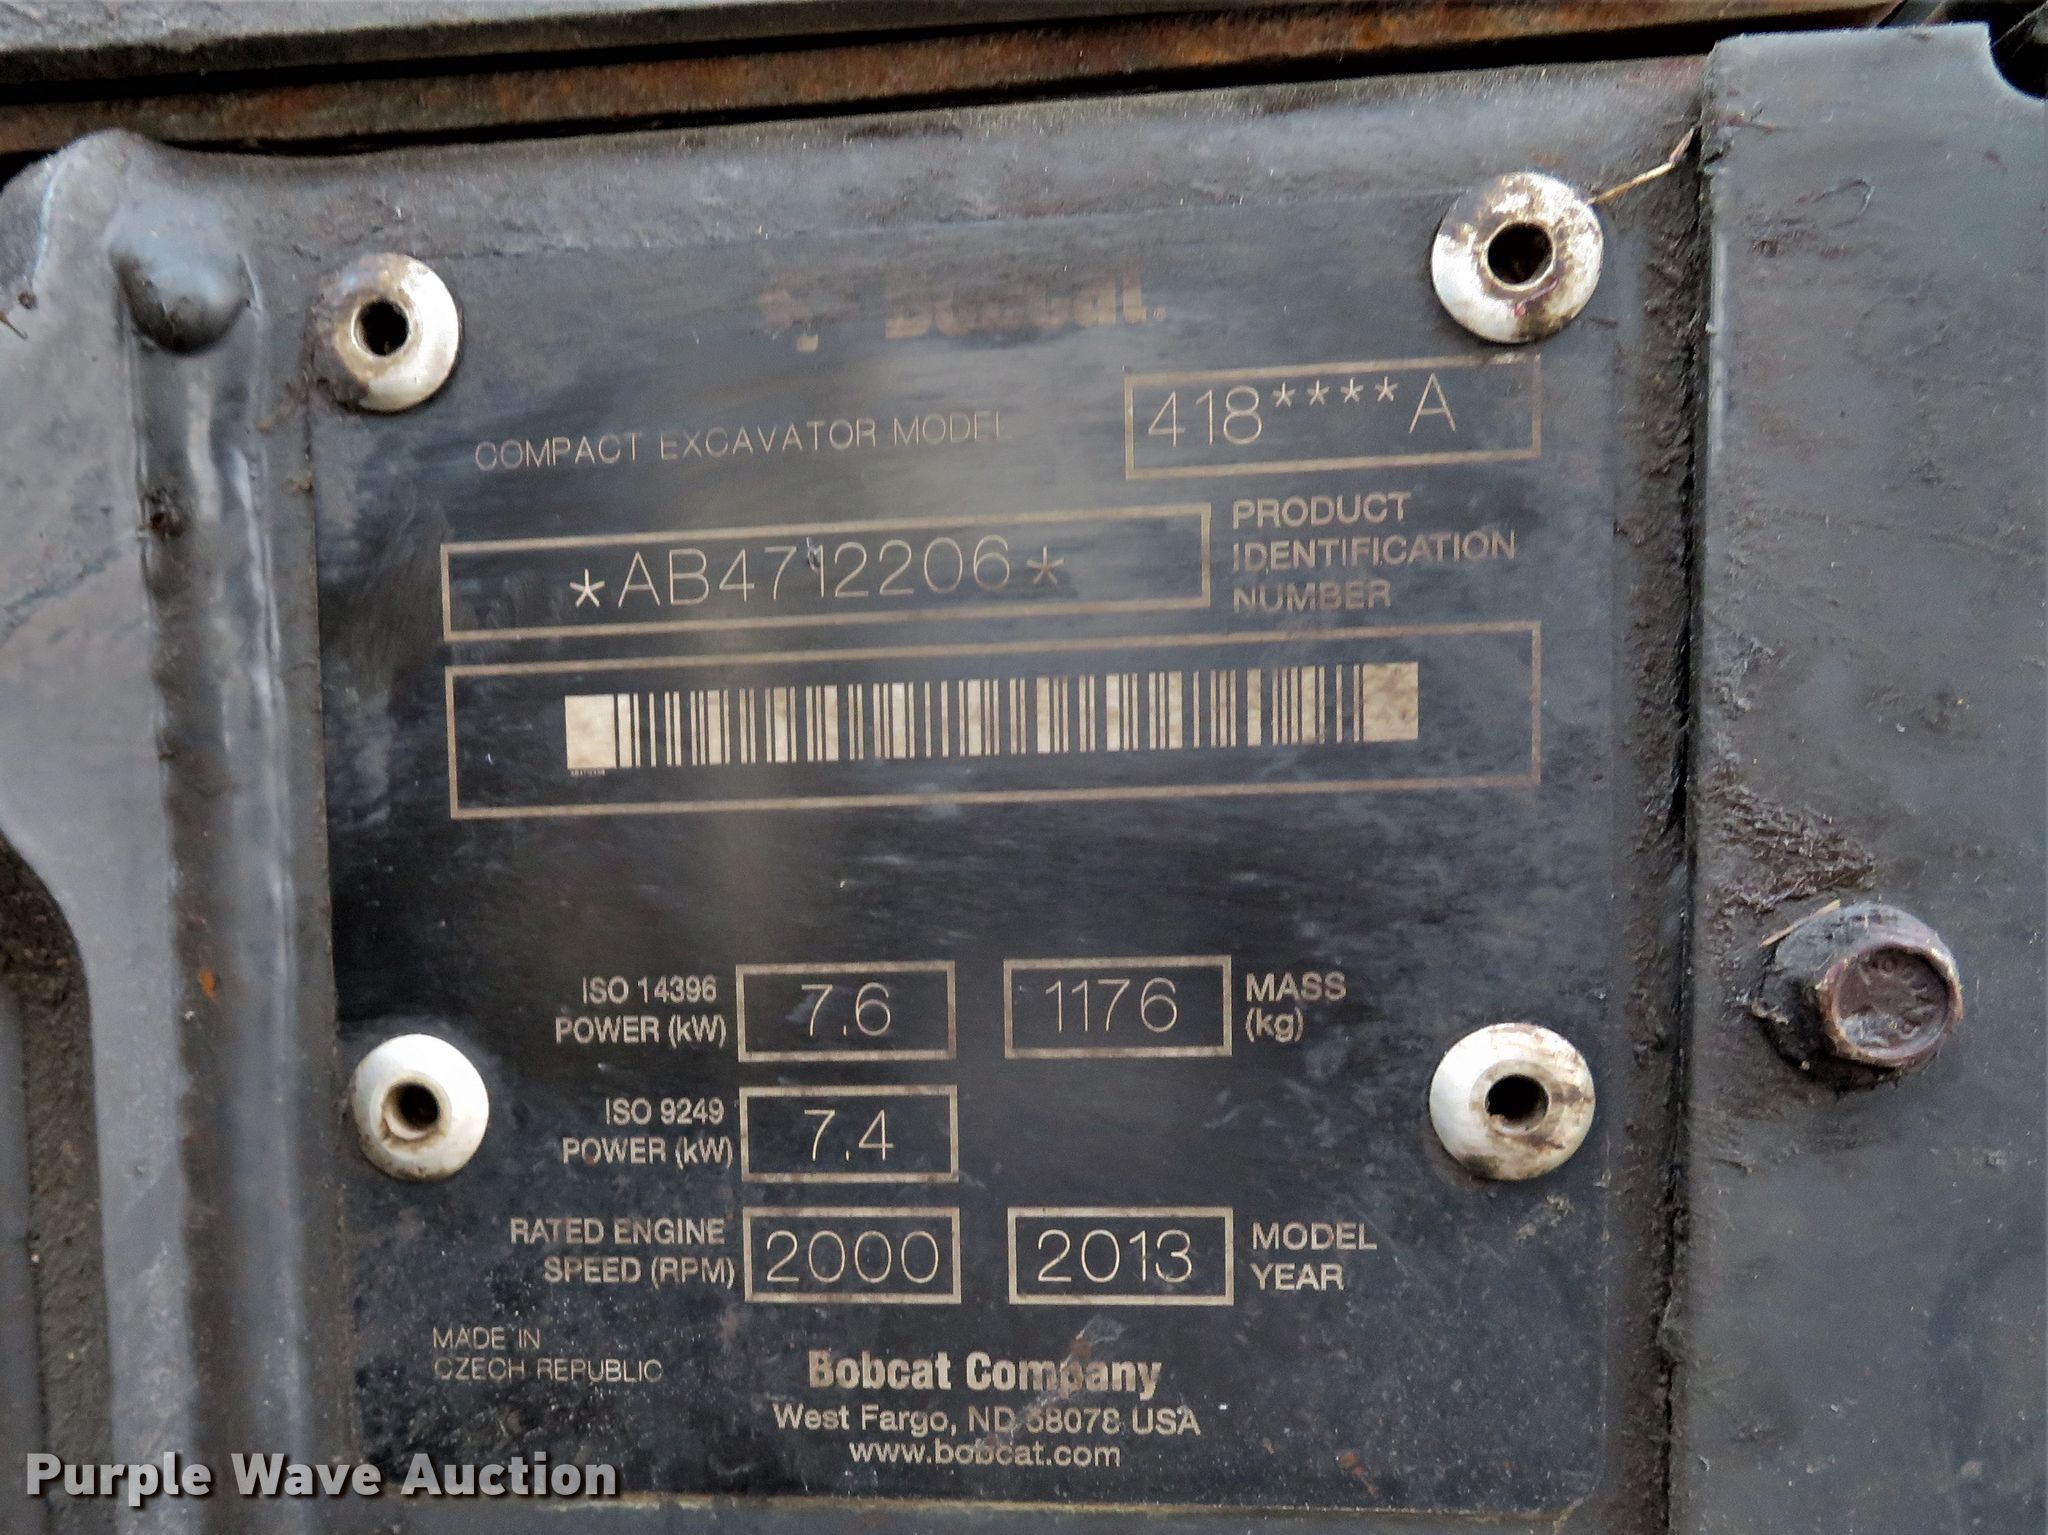 Bobcat.
COMPACT EXCAVATOR MODEL
418****A
*AB4712206*
PRODUCT
IDENTIFICATION
NUMBER
ISO 14396
POWER (kW)
7.6
1176
MASS
(kg)
ISO 9249
POWER (kW)
7.4
RATED ENGINE
SPEED (RPM)
2000
2013
MODEL
YEAR
MADE IN
CZECH REPUBLIC
Bobcat Company
West Fargo, ND 58078 USA
www.bobcat.com
Purple Wave Auction